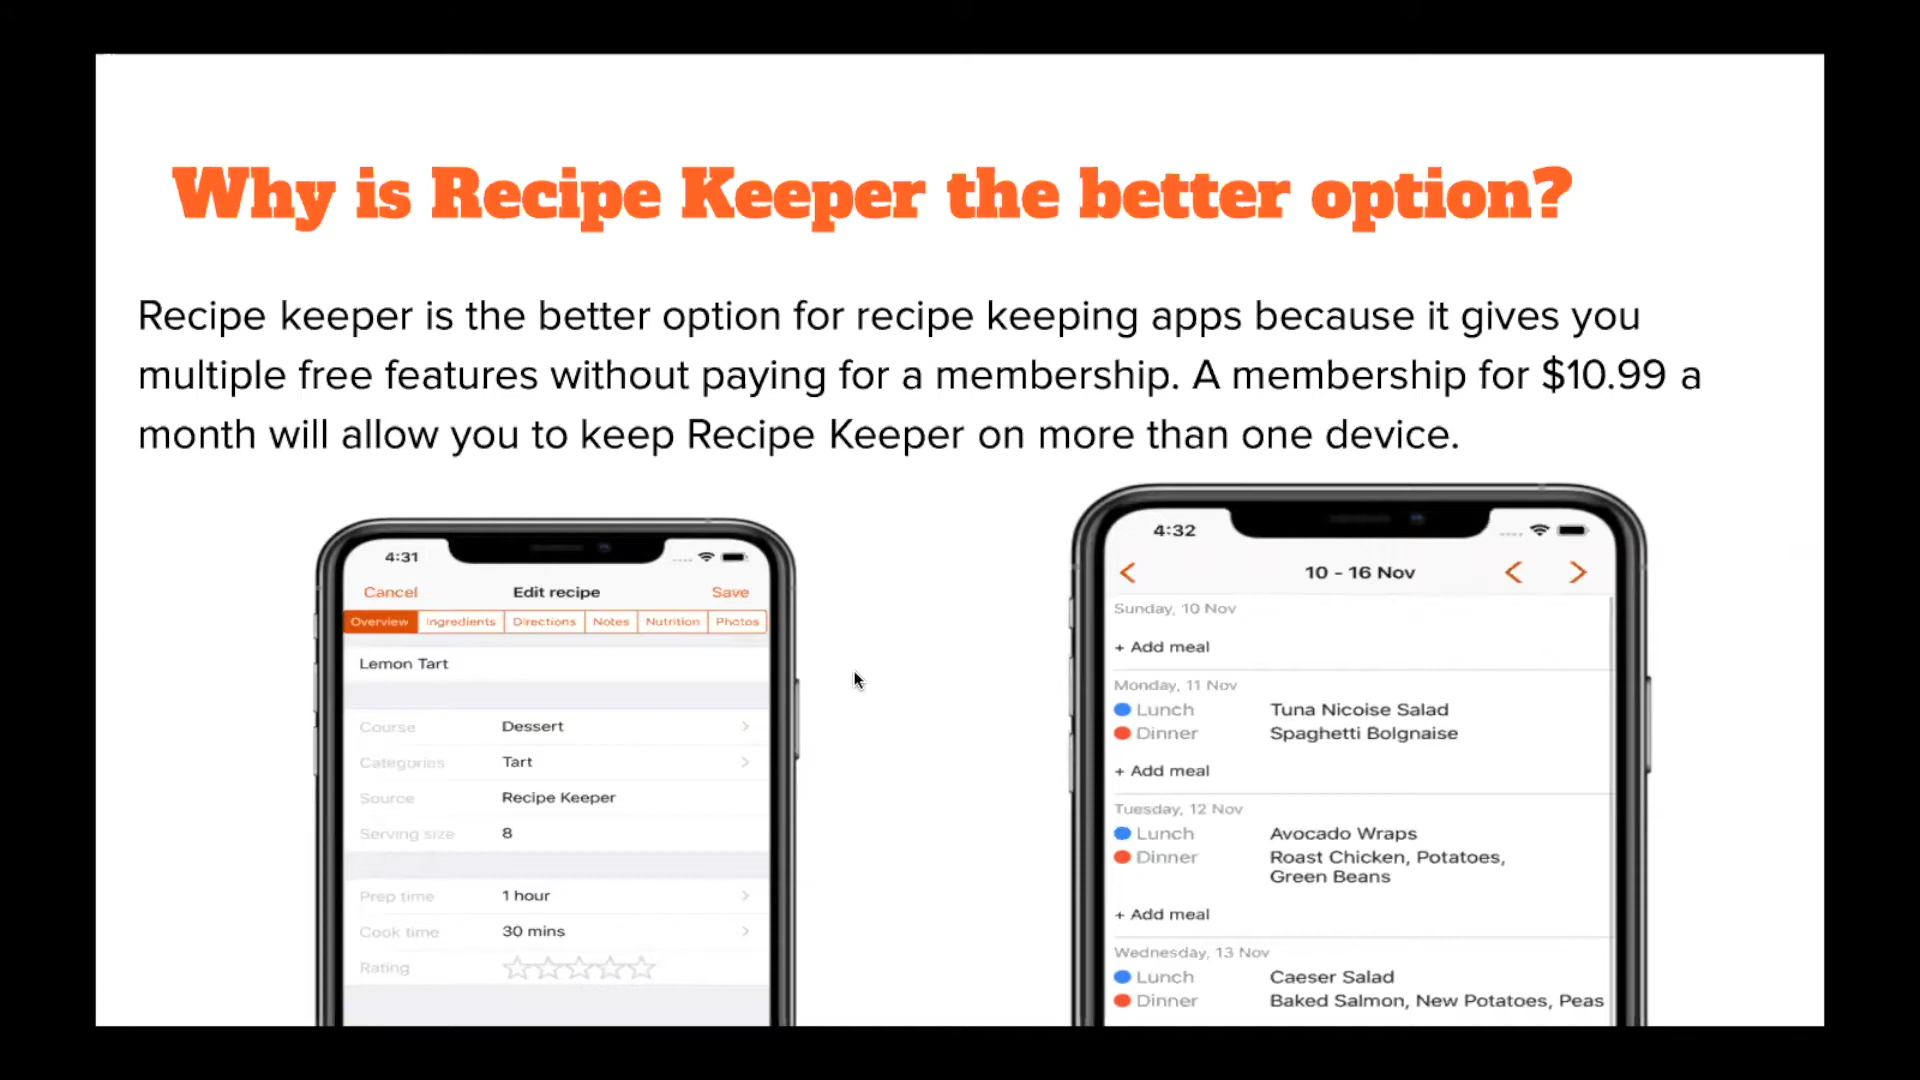 Why is Recipe Keeper the better option?
Recipe keeper is the better option for recipe keeping apps because it gives you
multiple free features without paying for a membership. A membership for $10.99 a
month will allow you to keep Recipe Keeper on more than one device.
4:31
Cancel Edit recipe Save
Overview Ingredients Directions Notes Nutrition Photos
Lemon Tart
Course Dessert
Categories Tart
Source Recipe Keeper
Serving size 8
Prep time 1 hour
Cook time 30 mins
Rating
4:32
10 - 16 Nov
Sunday, 10 Nov
+ Add meal
Monday, 11 Nov
Lunch Tuna Nicoise Salad
Dinner Spaghetti Bolgnaise
+ Add meal
Tuesday, 12 Nov
Lunch Avocado Wraps
Dinner Roast Chicken, Potatoes,
Green Beans
+ Add meal
Wednesday, 13 Nov
Lunch Caeser Salad
Dinner Baked Salmon, New Potatoes, Peas